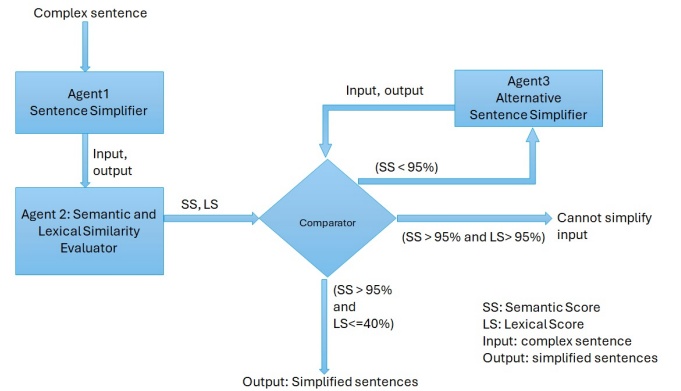 Complex sentence
Agent1
Sentence Simplifier
Input,
output
Agent 2: Semantic and
Lexical Similarity
Evaluator
SS, LS
Comparator
Input, output
Agent3
Alternative
Sentence Simplifier
(SS < 95%)
(SS > 95% and LS> 95%)
Cannot simplify
input
(SS > 95%
and
LS<=40%)
Output: Simplified sentences
SS: Semantic Score
LS: Lexical Score
Input: complex sentence
Output: simplified sentences